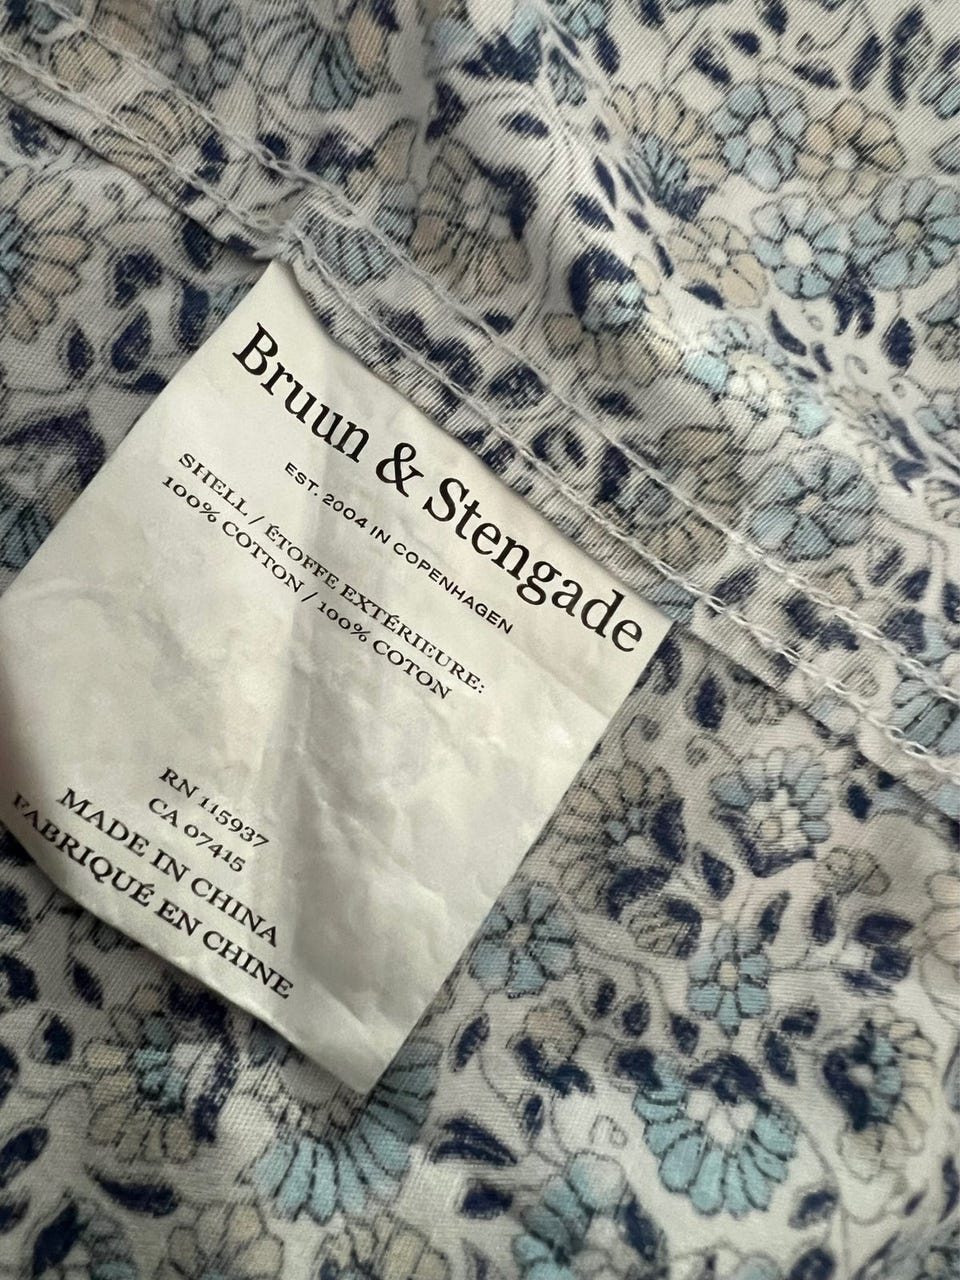 Bruun & Stengade
EST. 2004 IN COPENHAGEN
SHELL / ÉTOFFE EXTÉRIEURE:
100% COTTON / 100% COTON
RN 115937
CA 07415
MADE IN CHINA
FABRIQUÉ EN CHINE